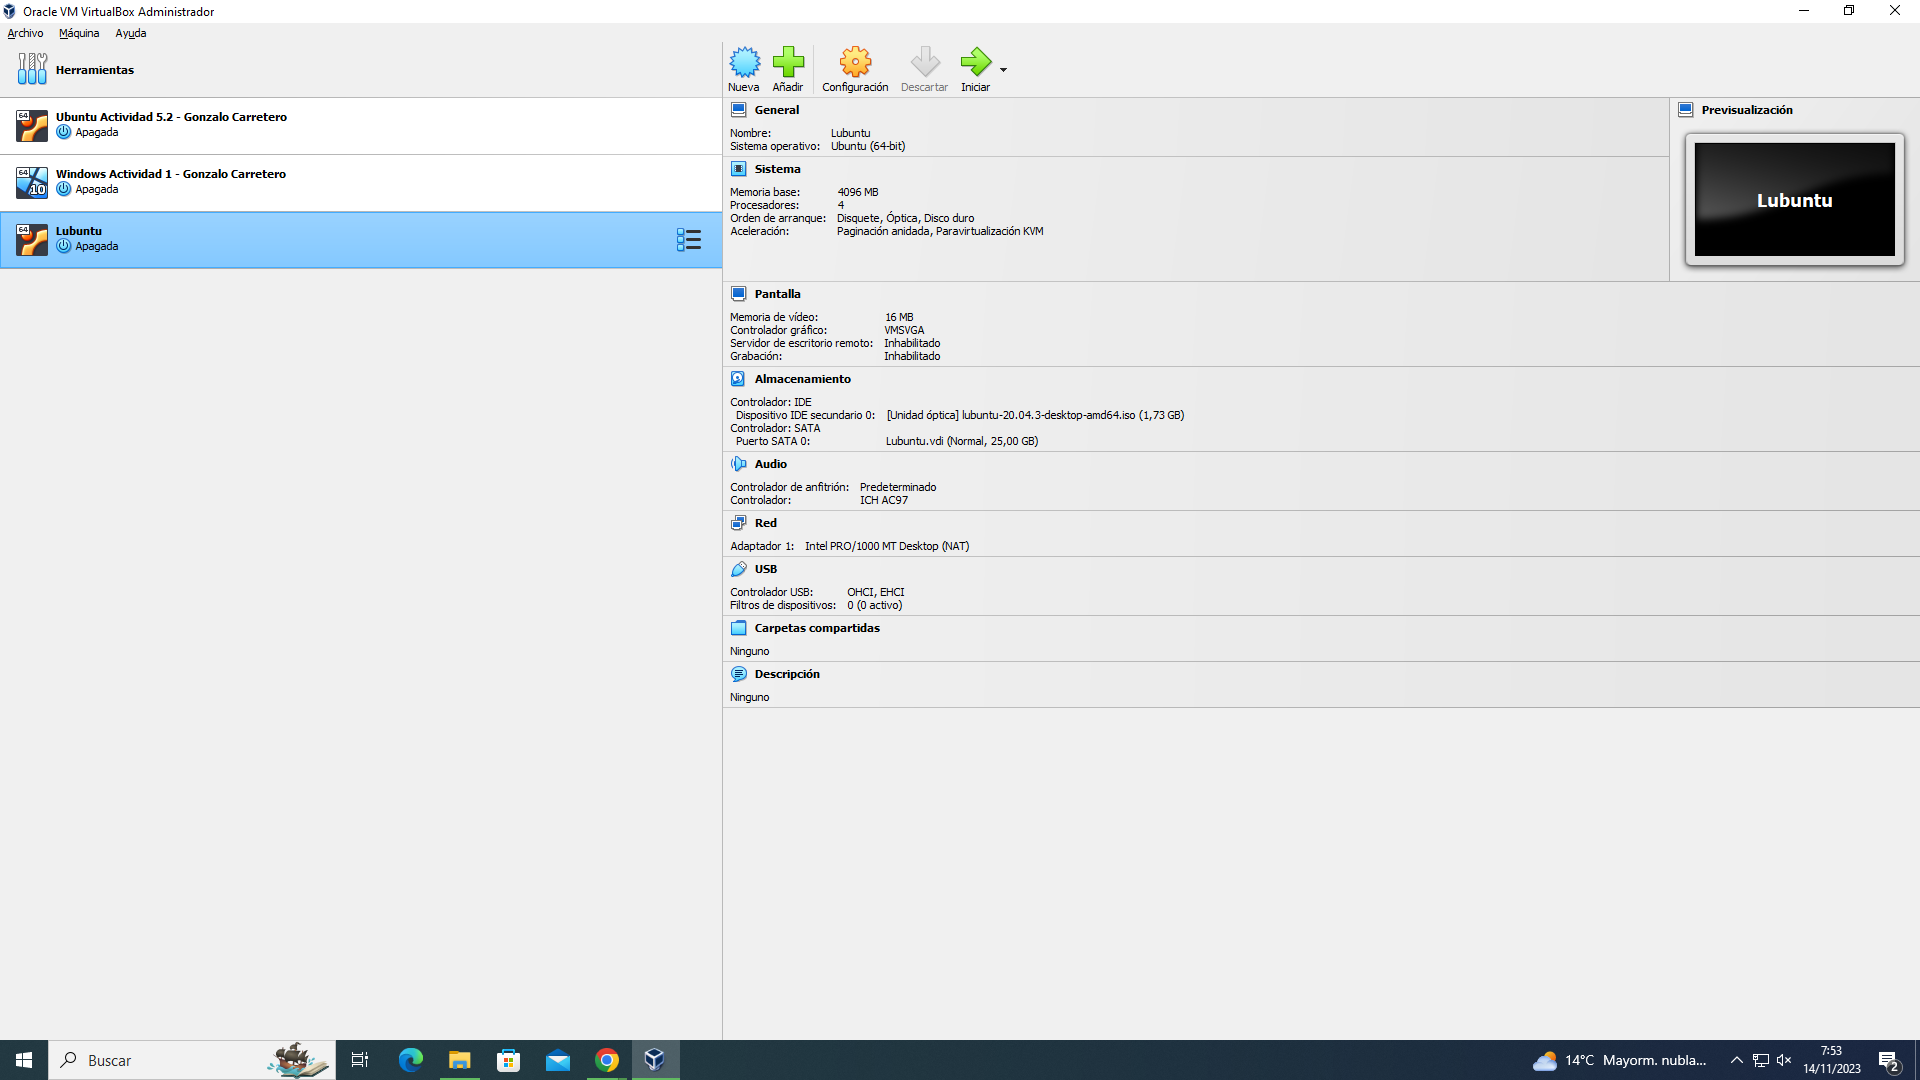 Oracle VM VirtualBox Administrador
Archivo Máquina Ayuda
Herramientas
Nueva Añadir Configuración Descartar Iniciar
64
Ubuntu Actividad 5.2 - Gonzalo Carretero
Apagada
64
10
Windows Actividad 1 - Gonzalo Carretero
Apagada
64
Lubuntu
Apagada
General
Nombre: Lubuntu
Sistema operativo: Ubuntu (64-bit)
Sistema
Memoria base: 4096 MB
Procesadores: 4
Orden de arranque: Disquete, Óptica, Disco duro
Aceleración: Paginación anidada, Paravirtualización KVM
Previsualización
Lubuntu
Pantalla
Memoria de vídeo: 16 MB
Controlador gráfico: VMSVGA
Servidor de escritorio remoto: Inhabilitado
Grabación: Inhabilitado
Almacenamiento
Controlador: IDE
Dispositivo IDE secundario 0: [Unidad óptica] lubuntu-20.04.3-desktop-amd64.iso (1,73 GB)
Controlador: SATA
Puerto SATA 0: Lubuntu.vdi (Normal, 25,00 GB)
Audio
Controlador de anfitrión: Predeterminado
Controlador: ICH AC97
Red
Adaptador 1: Intel PRO/1000 MT Desktop (NAT)
USB
Controlador USB: OHCI, EHCI
Filtros de dispositivos: 0 (0 activo)
Carpetas compartidas
Ninguno
Descripción
Ninguno
Buscar
14°C Mayorm. nubla...
7:53
14/11/2023
2